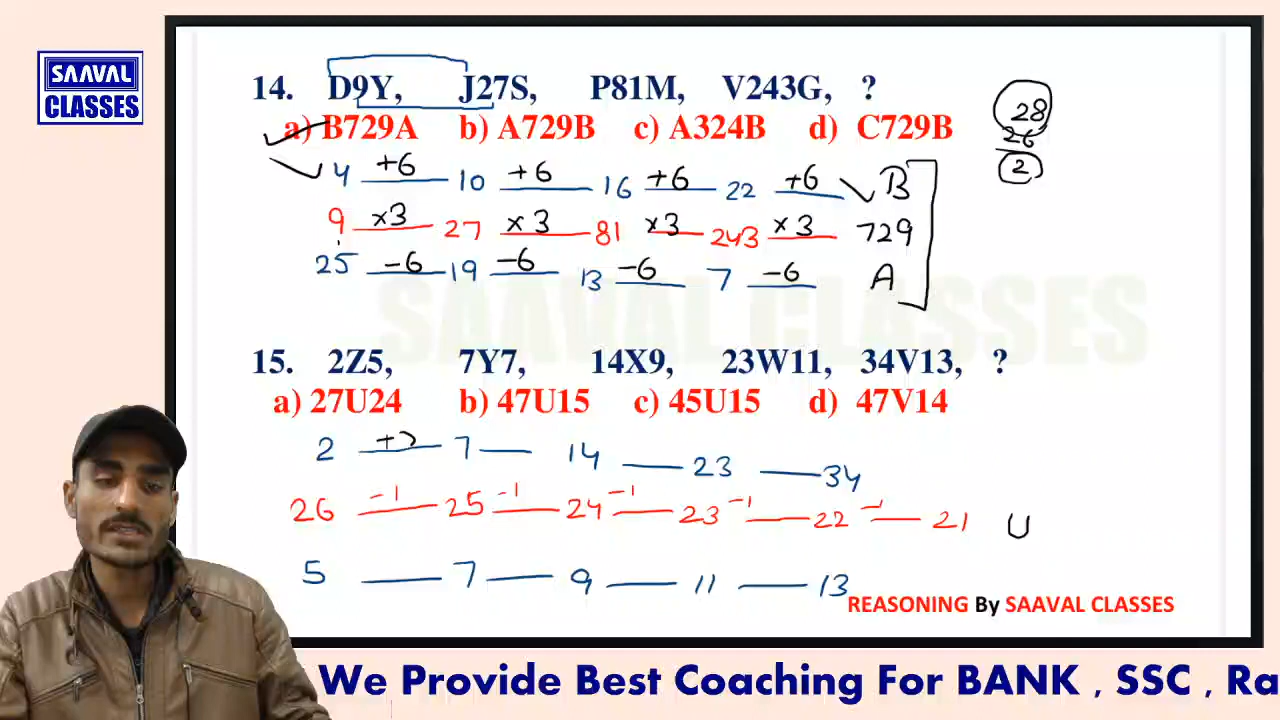 SAAVAL
CLASSES
14. D9Y, J27S, P81M, V243G, ?
a) B729A b) A729B c) A324B d) C729B
28
26
2
4 +6 10 +6 16 +6 22 +6 B
9 ×3 27 ×3 81 ×3 243 ×3 729
25 -6 19 -6 13 -6 7 -6 A
SAAVAL CLASSES
15. 2Z5, 7Y7, 14X9, 23W11, 34V13, ?
a) 27U24 b) 47U15 c) 45U15 d) 47V14
2 7 14 23 34
26 -1 25 -1 24 -1 23 -1 22 -1 21 U
5 7 9 11 13
REASONING By SAAVAL CLASSES
We Provide Best Coaching For BANK , SSC , Ra